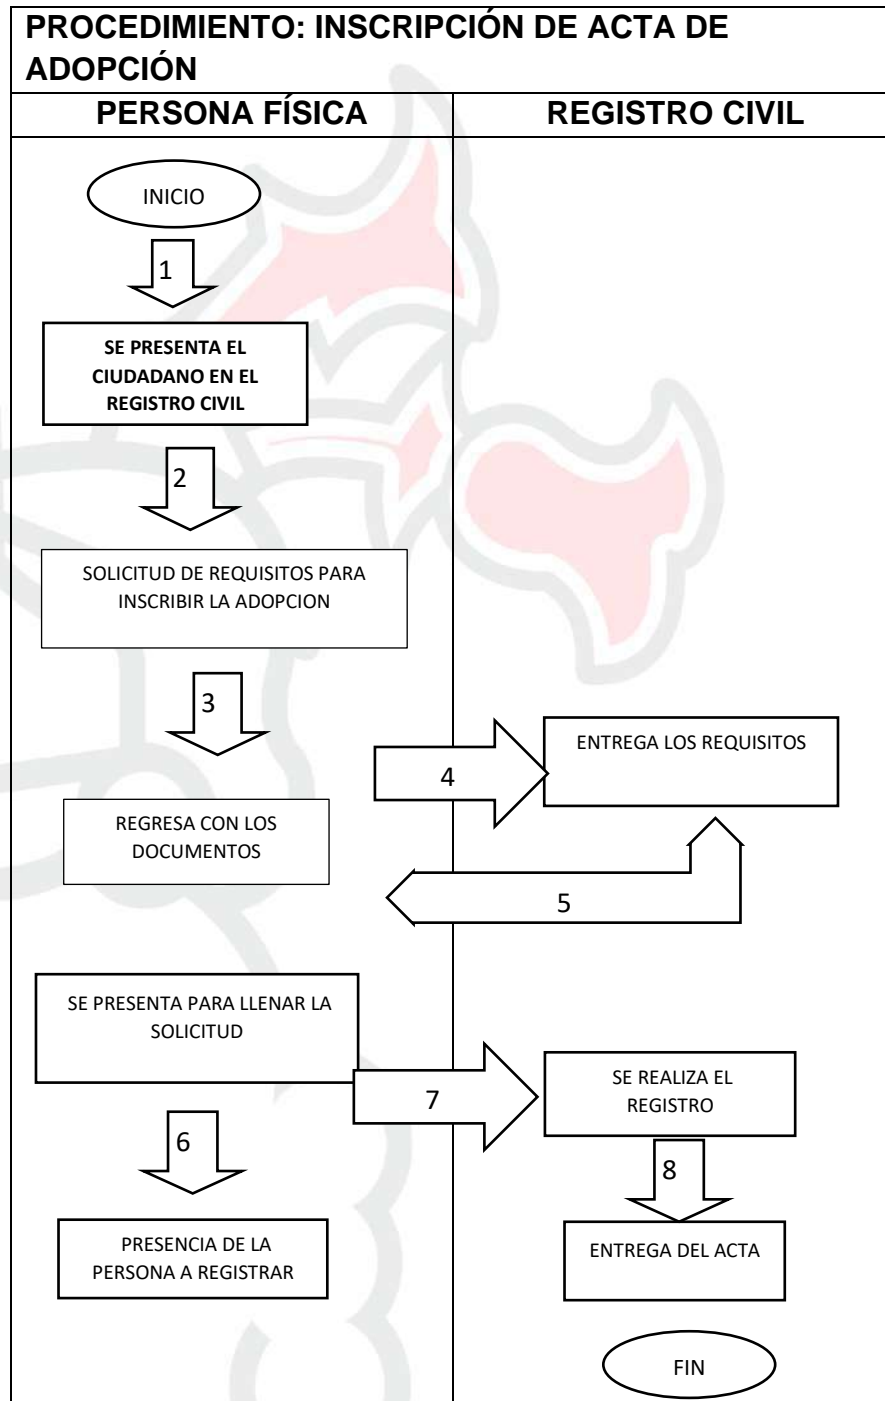 PROCEDIMIENTO: INSCRIPCIÓN DE ACTA DE
ADOPCIÓN
PERSONA FÍSICA
REGISTRO CIVIL
INICIO
1
SE PRESENTA EL
CIUDADANO EN EL
REGISTRO CIVIL
2
SOLICITUD DE REQUISITOS PARA
INSCRIBIR LA ADOPCION
3
4
ENTREGA LOS REQUISITOS
REGRESA CON LOS
DOCUMENTOS
5
SE PRESENTA PARA LLENAR LA
SOLICITUD
7
SE REALIZA EL
REGISTRO
6
8
PRESENCIA DE LA
PERSONA A REGISTRAR
ENTREGA DEL ACTA
FIN